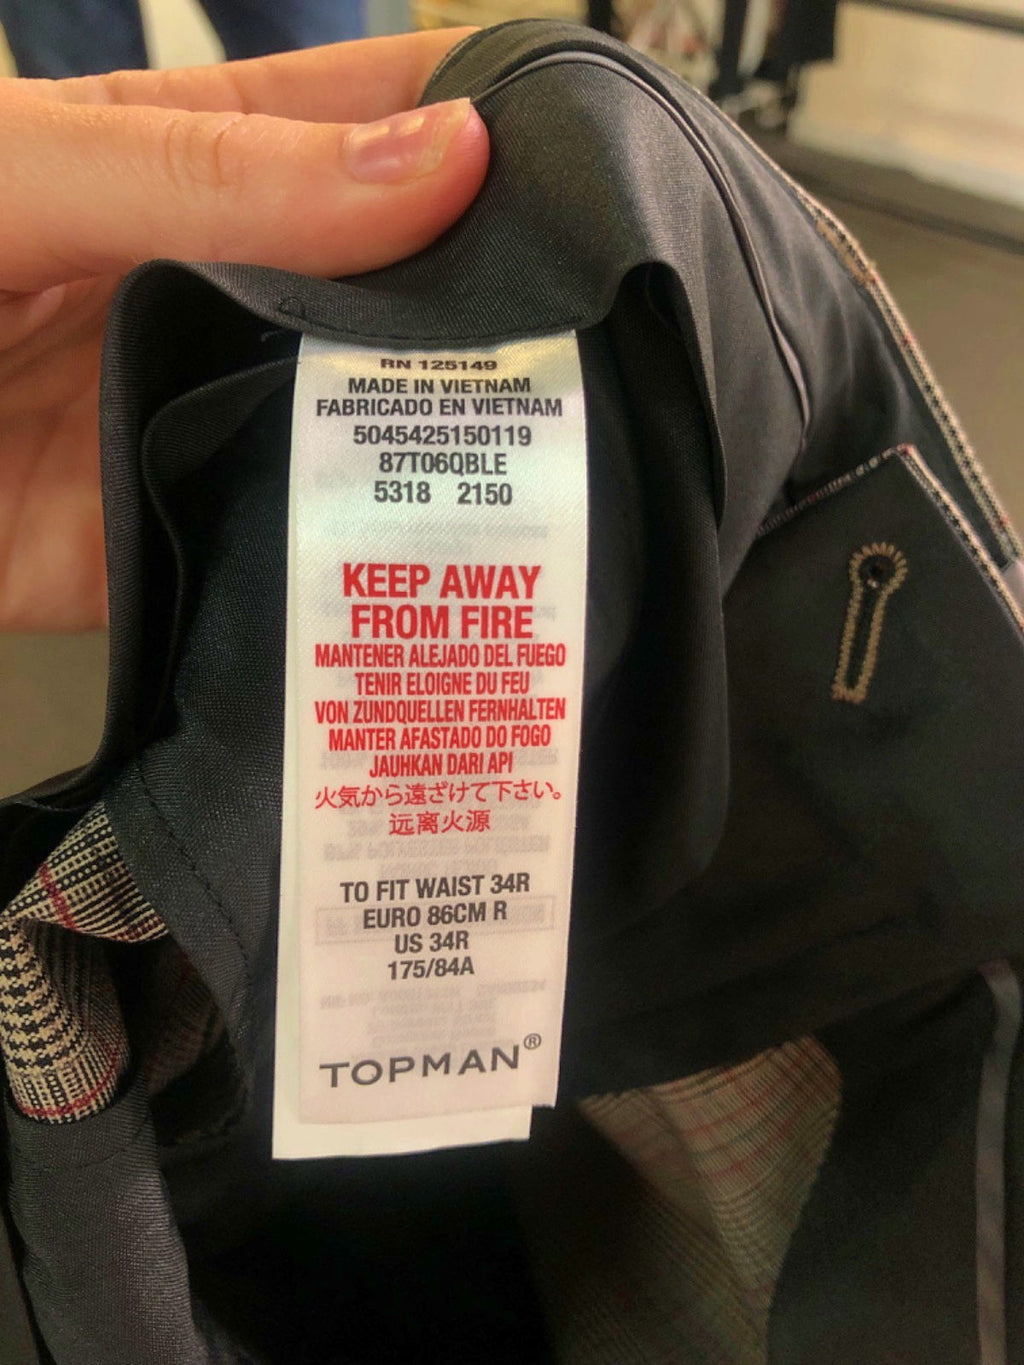 RN 125149
MADE IN VIETNAM
FABRICADO EN VIETNAM
5045425150119
87T06QBLE
5318 2150
KEEP AWAY
FROM FIRE
MANTENER ALEJADO DEL FUEGO
TENIR ELOIGNE DU FEU
VON ZUNDQUELLEN FERNHALTEN
MANTER AFASTADO DO FOGO
JAUHKAN DARI API
火気から遠ざけて下さい。
远离火源
TO FIT WAIST 34R
EURO 86CM R
US 34R
175/84A
TOPMAN®